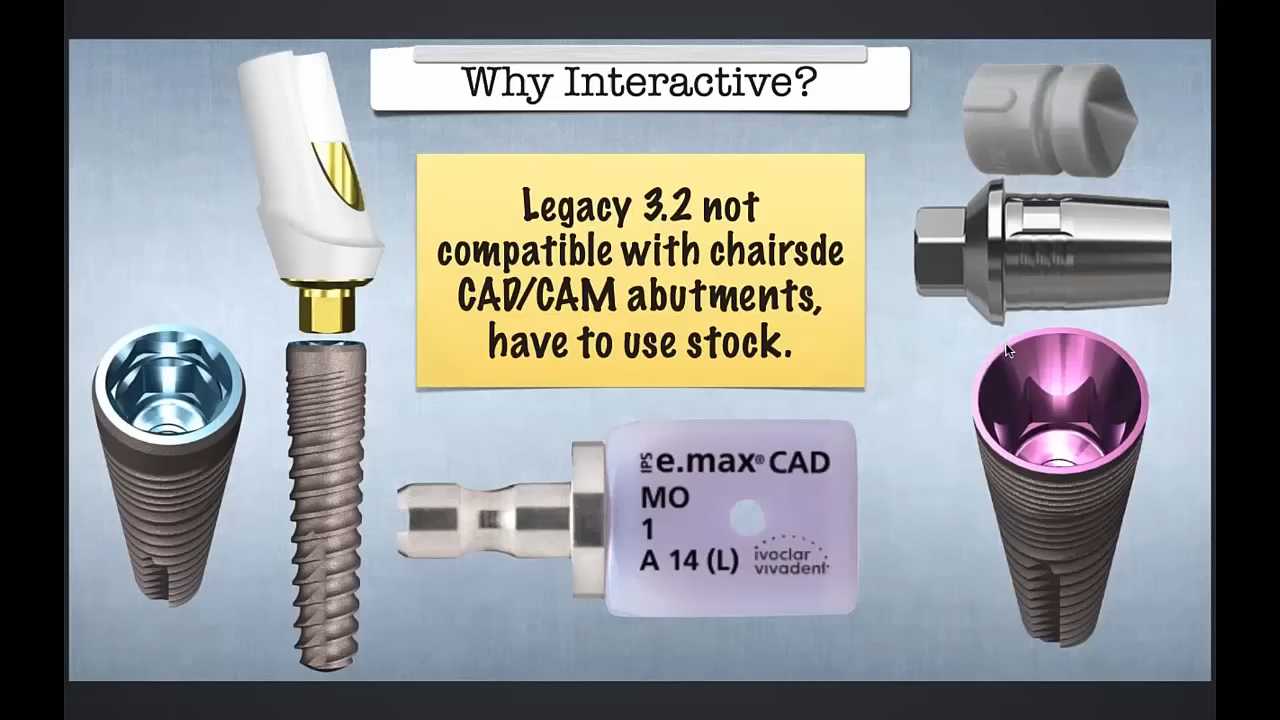 Why Interactive?
Legacy 3.2 not
compatible with chairsde
CAD/CAM abutments,
have to use stock.
IPS e.max® CAD
MO
1
A 14 (L)
ivoclar
vivadent